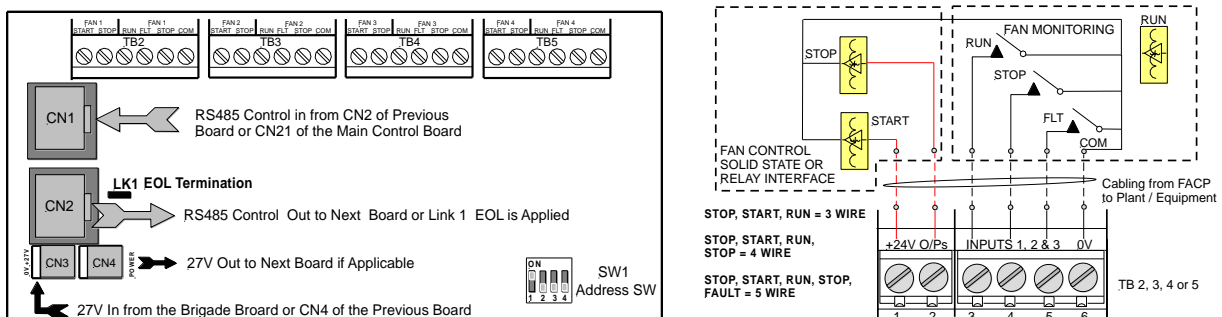 FAN 1 FAN 1 FAN 2 FAN 2 FAN 3 FAN 3 FAN 4 FAN 4
START STOP RUN FLT STOP COM START STOP RUN FLT STOP COM START STOP RUN FLT STOP COM START STOP RUN FLT STOP COM
TB2 TB3 TB4 TB5
CN1
RS485 Control in from CN2 of Previous
Board or CN21 of the Main Control Board
LK1 EOL Termination
CN2
RS485 Control Out to Next Board or Link 1 EOL is Applied
0V +27V
CN3
CN4
POWER
27V Out to Next Board if Applicable
27V In from the Brigade Broard or CN4 of the Previous Board
ON
1 2 3 4
SW1
Address SW
STOP
START
FAN CONTROL
SOLID STATE OR
RELAY INTERFACE
FAN MONITORING
RUN
RUN
STOP
FLT
COM
Cabling from FACP
to Plant / Equipment
STOP, START, RUN = 3 WIRE
STOP, START, RUN,
STOP = 4 WIRE
STOP, START, RUN, STOP,
FAULT = 5 WIRE
+24V O/Ps INPUTS 1, 2 & 3 0V
TB 2, 3, 4 or 5
1 2 3 4 5 6